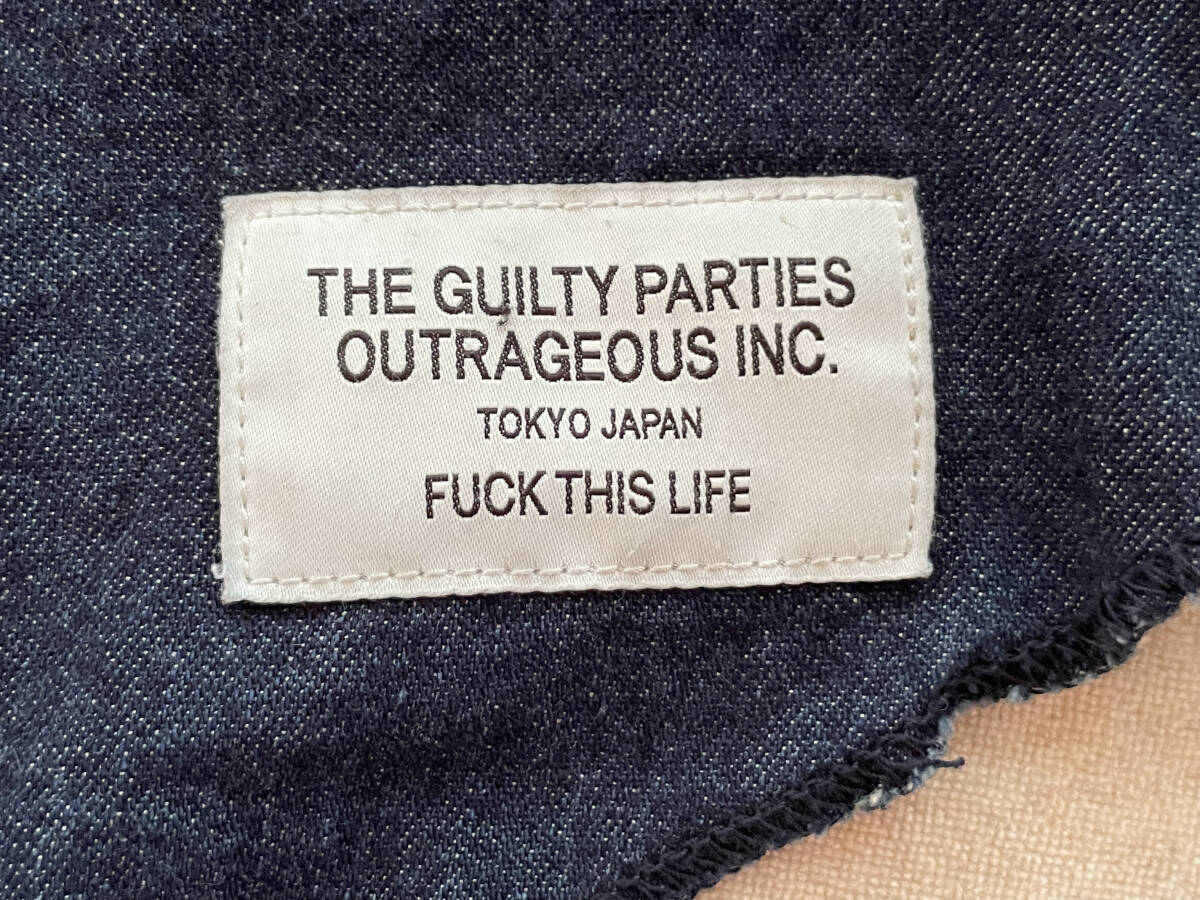 THE GUILTY PARTIES
OUTRAGEOUS INC.
TOKYO JAPAN
FUCK THIS LIFE